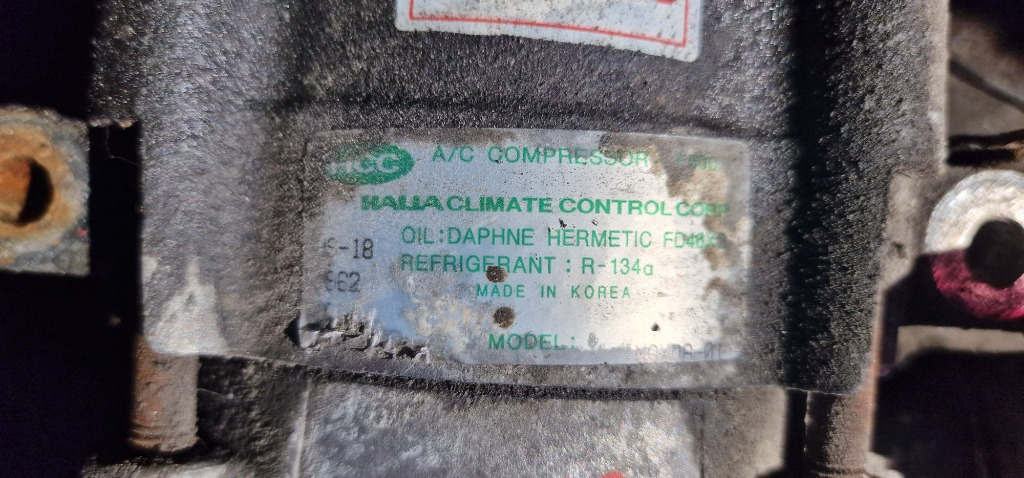 HCC A/C COMPRESSOR
HALLA CLIMATE CONTROL CORP
OIL:DAPHNE HERMETIC
REFRIGERANT : R-134a
MADE IN KOREA
MODEL: